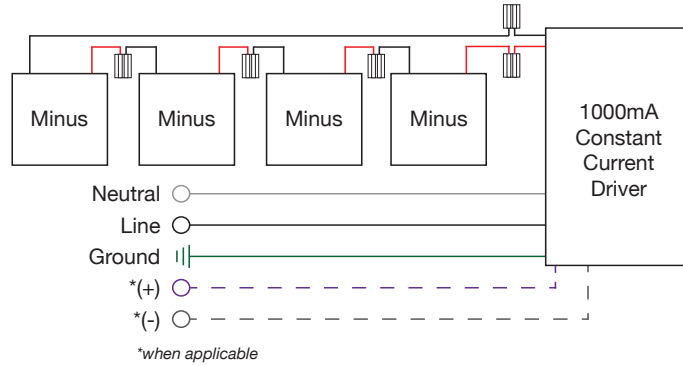 Minus
Minus
Minus
Minus
1000mA
Constant
Current
Driver
Neutral
Line
Ground
*(+)
*(-)
*when applicable